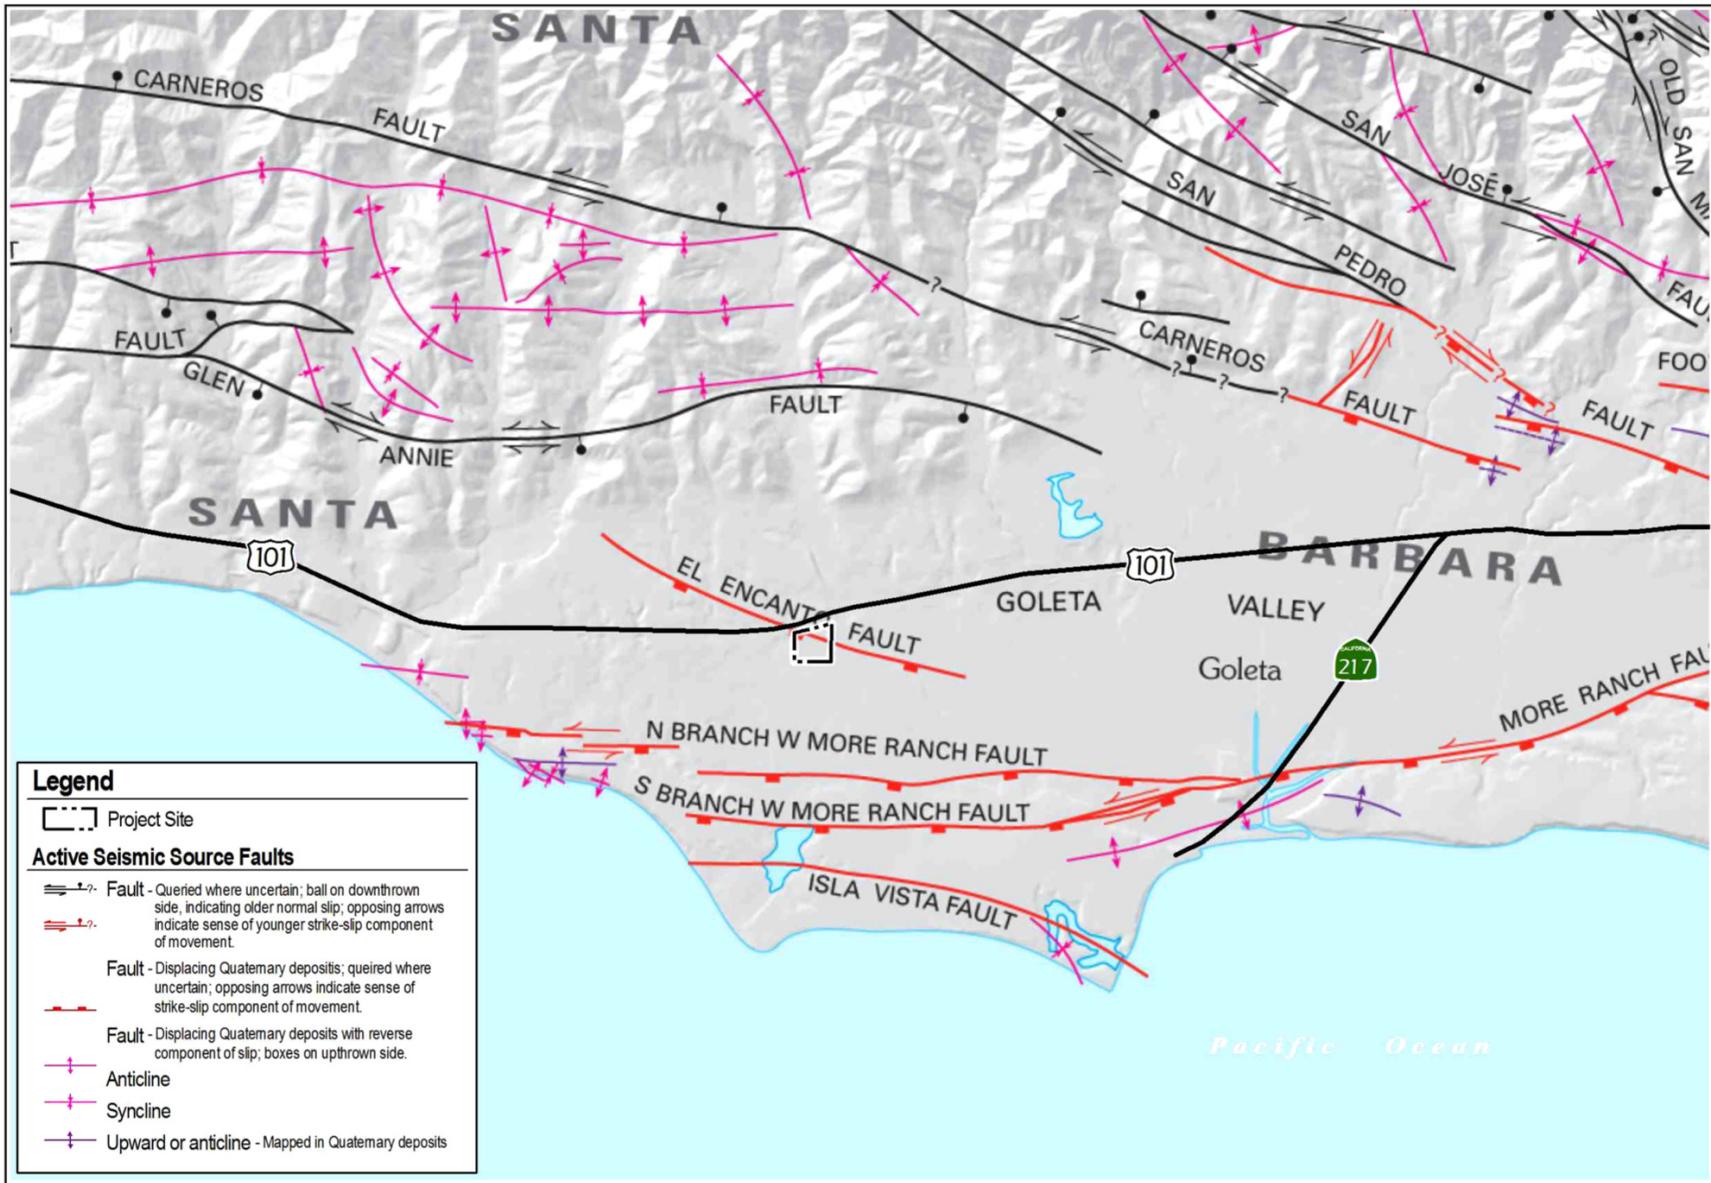 SANTA
CARNEROS
FAULT
OLD SAN
SAN
JOSÉ
SAN
PEDRO
?
T
?
FAULT
GLEN
ANNIE
FAULT
CARNEROS
?
?
?
FAULT
?
?
?
FAULT
FOO
SANTA
101
101
BARBARA
EL ENCANTO
FAULT
GOLETA
VALLEY
Goleta
CALIFORNIA
217
MORE RANCH FAU
N BRANCH W MORE RANCH FAULT
S BRANCH W MORE RANCH FAULT
ISLA VISTA FAULT
Pacific Ocean
Legend
Project Site
Active Seismic Source Faults
?-
Fault - Queried where uncertain; ball on downthrown
side, indicating older normal slip; opposing arrows
?-
indicate sense of younger strike-slip component
of movement.
Fault - Displacing Quaternary depositis; queired where
uncertain; opposing arrows indicate sense of
strike-slip component of movement.
Fault - Displacing Quaternary deposits with reverse
component of slip; boxes on upthrown side.
Anticline
Syncline
Upward or anticline - Mapped in Quaternary deposits